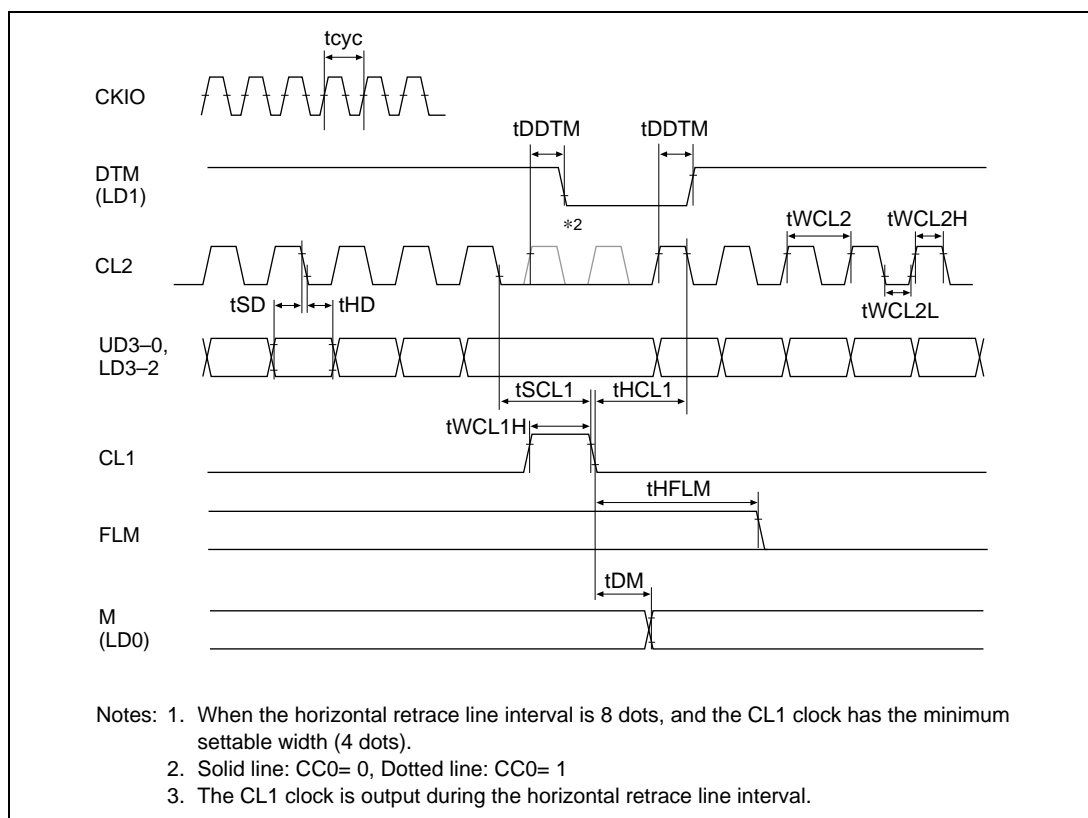 tcyc
CKIO
tDDTM tDDTM
DTM
(LD1)
*2
tWCL2 tWCL2H
CL2
tSD tHD tWCL2L
UD3–0,
LD3–2
tSCL1 tHCL1
tWCL1H
CL1
tHFLM
FLM
tDM
M
(LD0)
Notes: 1. When the horizontal retrace line interval is 8 dots, and the CL1 clock has the minimum
settable width (4 dots).
2. Solid line: CC0= 0, Dotted line: CC0= 1
3. The CL1 clock is output during the horizontal retrace line interval.